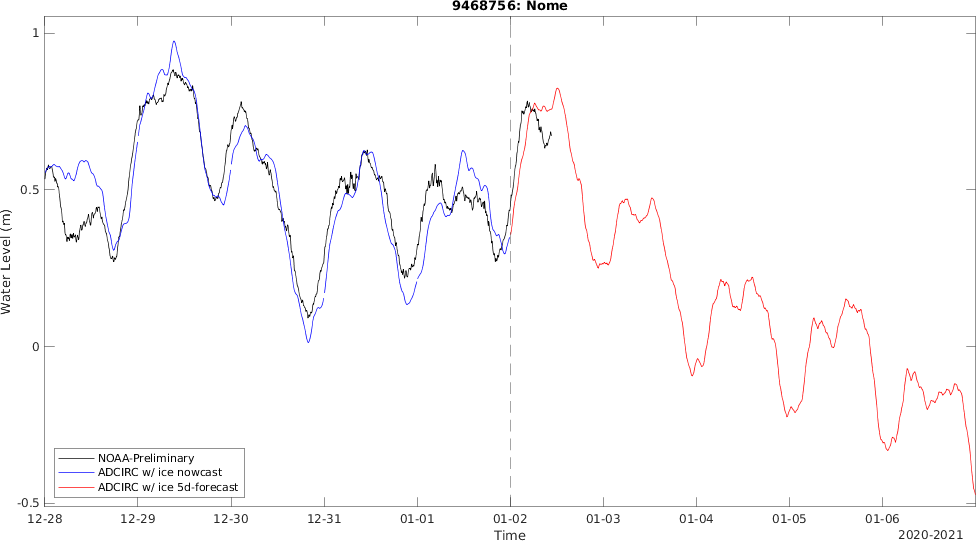 9468756: Nome
Water Level (m)
1
0.5
0
-0.5
NOAA-Preliminary
ADCIRC w/ ice nowcast
ADCIRC w/ ice 5d-forecast
12-28 12-29 12-30 12-31 01-01 01-02 01-03 01-04 01-05 01-06
Time
2020-2021